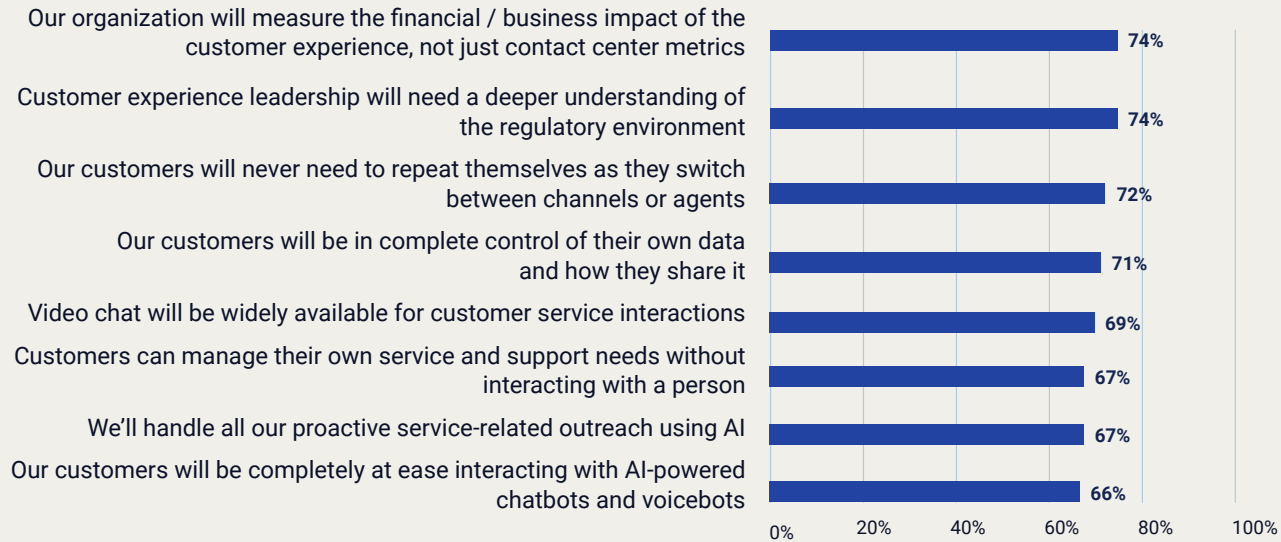 Our organization will measure the financial / business impact of the
customer experience, not just contact center metrics
74%
Customer experience leadership will need a deeper understanding of
the regulatory environment
74%
Our customers will never need to repeat themselves as they switch
between channels or agents
72%
Our customers will be in complete control of their own data
and how they share it
71%
Video chat will be widely available for customer service interactions
69%
Customers can manage their own service and support needs without
interacting with a person
67%
We’ll handle all our proactive service-related outreach using AI
67%
Our customers will be completely at ease interacting with AI-powered
chatbots and voicebots
66%
0% 20% 40% 60% 80% 100%